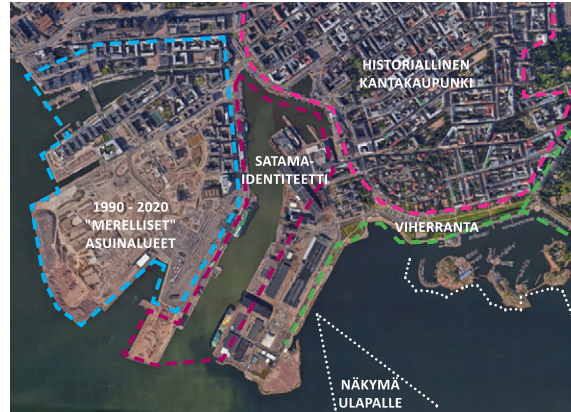 HISTORIALLINEN
KANTAKAUPUNKI
SATAMA-
IDENTITEETTI
1990 - 2020
"MERELLISET"
ASUINALUEET
VIHERRANTA
NÄKYMÄ
ULAPALLE